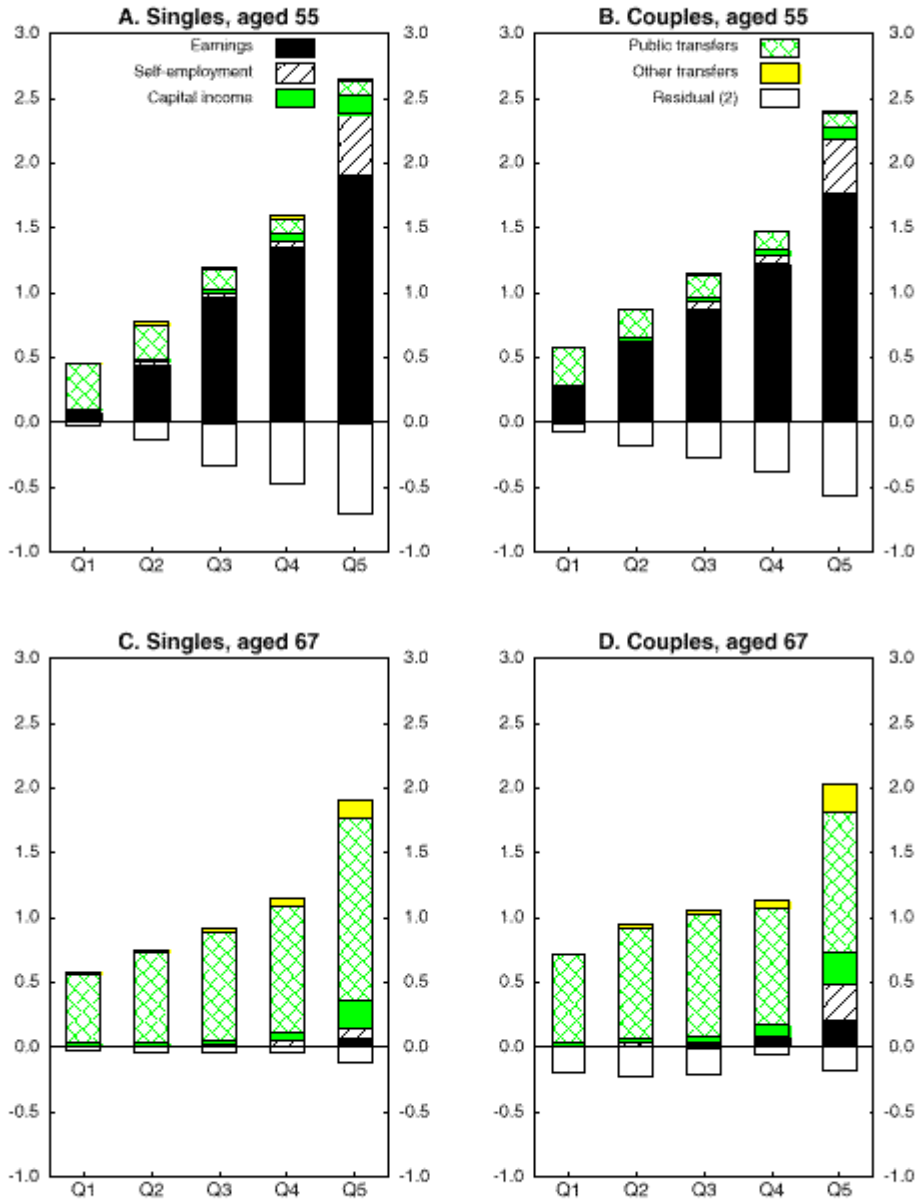 A. Singles, aged 55
B. Couples, aged 55
3.0 3.0 3.0 3.0
Earnings
Public transfers
Self-employment
Other transfers
2.5 2.5 2.5 2.5
Capital income
Residual (2)
2.0 2.0 2.0 2.0
1.5 1.5 1.5 1.5
1.0 1.0 1.0 1.0
0.5 0.5 0.5 0.5
0.0 0.0 0.0 0.0
-0.5 -0.5 -0.5 -0.5
-1.0 -1.0 -1.0 -1.0
Q1 Q2 Q3 Q4 Q5 Q1 Q2 Q3 Q4 Q5
C. Singles, aged 67
D. Couples, aged 67
3.0 3.0 3.0 3.0
2.5 2.5 2.5 2.5
2.0 2.0 2.0 2.0
1.5 1.5 1.5 1.5
1.0 1.0 1.0 1.0
0.5 0.5 0.5 0.5
0.0 0.0 0.0 0.0
-0.5 -0.5 -0.5 -0.5
-1.0 -1.0 -1.0 -1.0
Q1 Q2 Q3 Q4 Q5 Q1 Q2 Q3 Q4 Q5